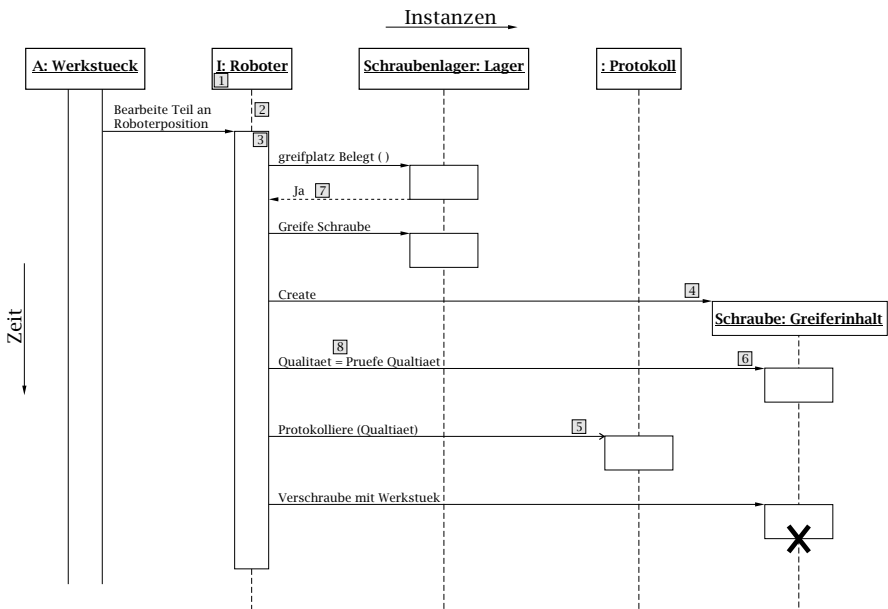 Instanzen
A: Werkstueck
I: Roboter
Schraubenlager: Lager
: Protokoll
1
2
Bearbeite Teil an
Roboterposition
3
greifplatz Belegt ( )
Ja
7
Greife Schraube
Create
4
Schraube: Greiferinhalt
Zeit
8
Qualitaet = Pruefe Qualtiaet
6
Protokolliere (Qualtiaet)
5
Verschraube mit Werkstuek